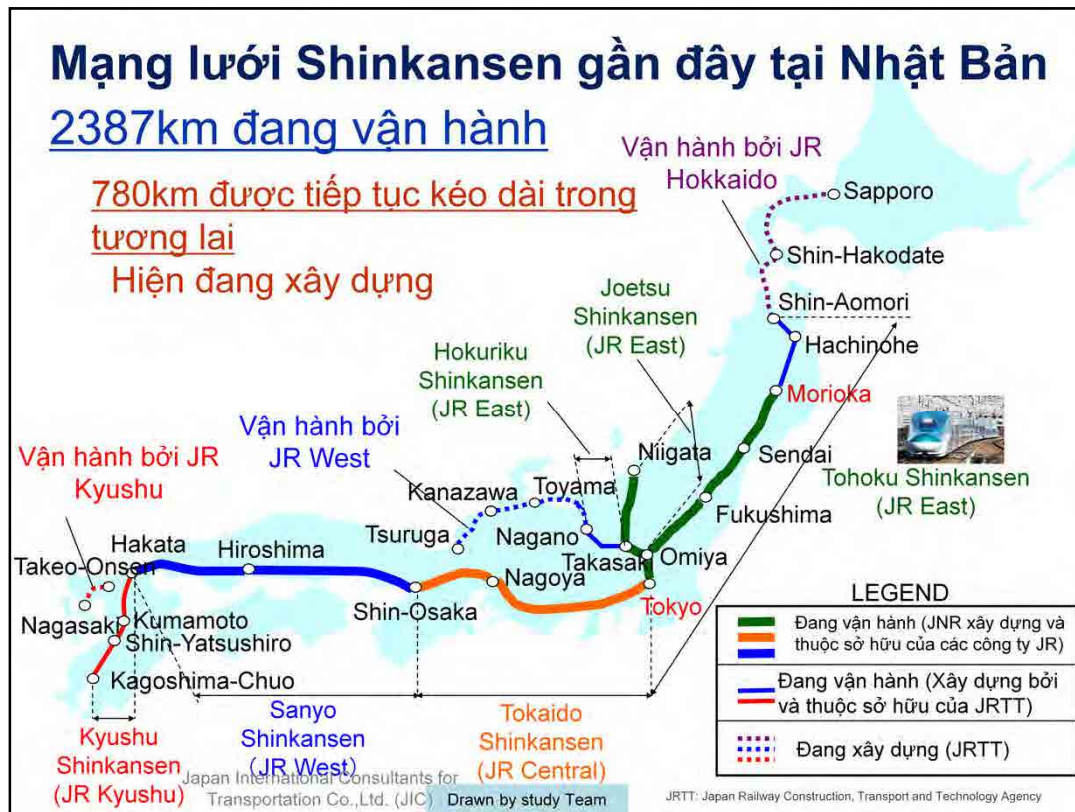 Mạng lưới Shinkansen gần đây tại Nhật Bản
2387km đang vận hành
780km được tiếp tục kéo dài trong
tương lai
Hiện đang xây dựng
Vận hành bởi JR
Hokkaido
Sapporo
Shin-Hakodate
Shin-Aomori
Hachinohe
Morioka
Joetsu
Shinkansen
(JR East)
Hokuriku
Shinkansen
(JR East)
Vận hành bởi
JR West
Vận hành bởi JR
Kyushu
Niigata
Sendai
Tohoku Shinkansen
(JR East)
Kanazawa
Toyama
Fukushima
Tsuruga
Nagano
Takasaki
Omiya
Hakata
Hiroshima
Takeo-Onsen
Nagoya
Shin-Osaka
Tokyo
Nagasaki
Kumamoto
Shin-Yatsushiro
Kagoshima-Chuo
LEGEND
Đang vận hành (JNR xây dựng và
thuộc sở hữu của các công ty JR)
Đang vận hành (Xây dựng bởi
và thuộc sở hữu của JRTT)
Đang xây dựng (JRTT)
Kyushu
Shinkansen
(JR Kyushu)
Sanyo
Shinkansen
(JR West)
Tokaido
Shinkansen
(JR Central)
Japan International Consultants for
Transportation Co.,Ltd. (JIC)
Drawn by study Team
JRTT: Japan Railway Construction, Transport and Technology Agency